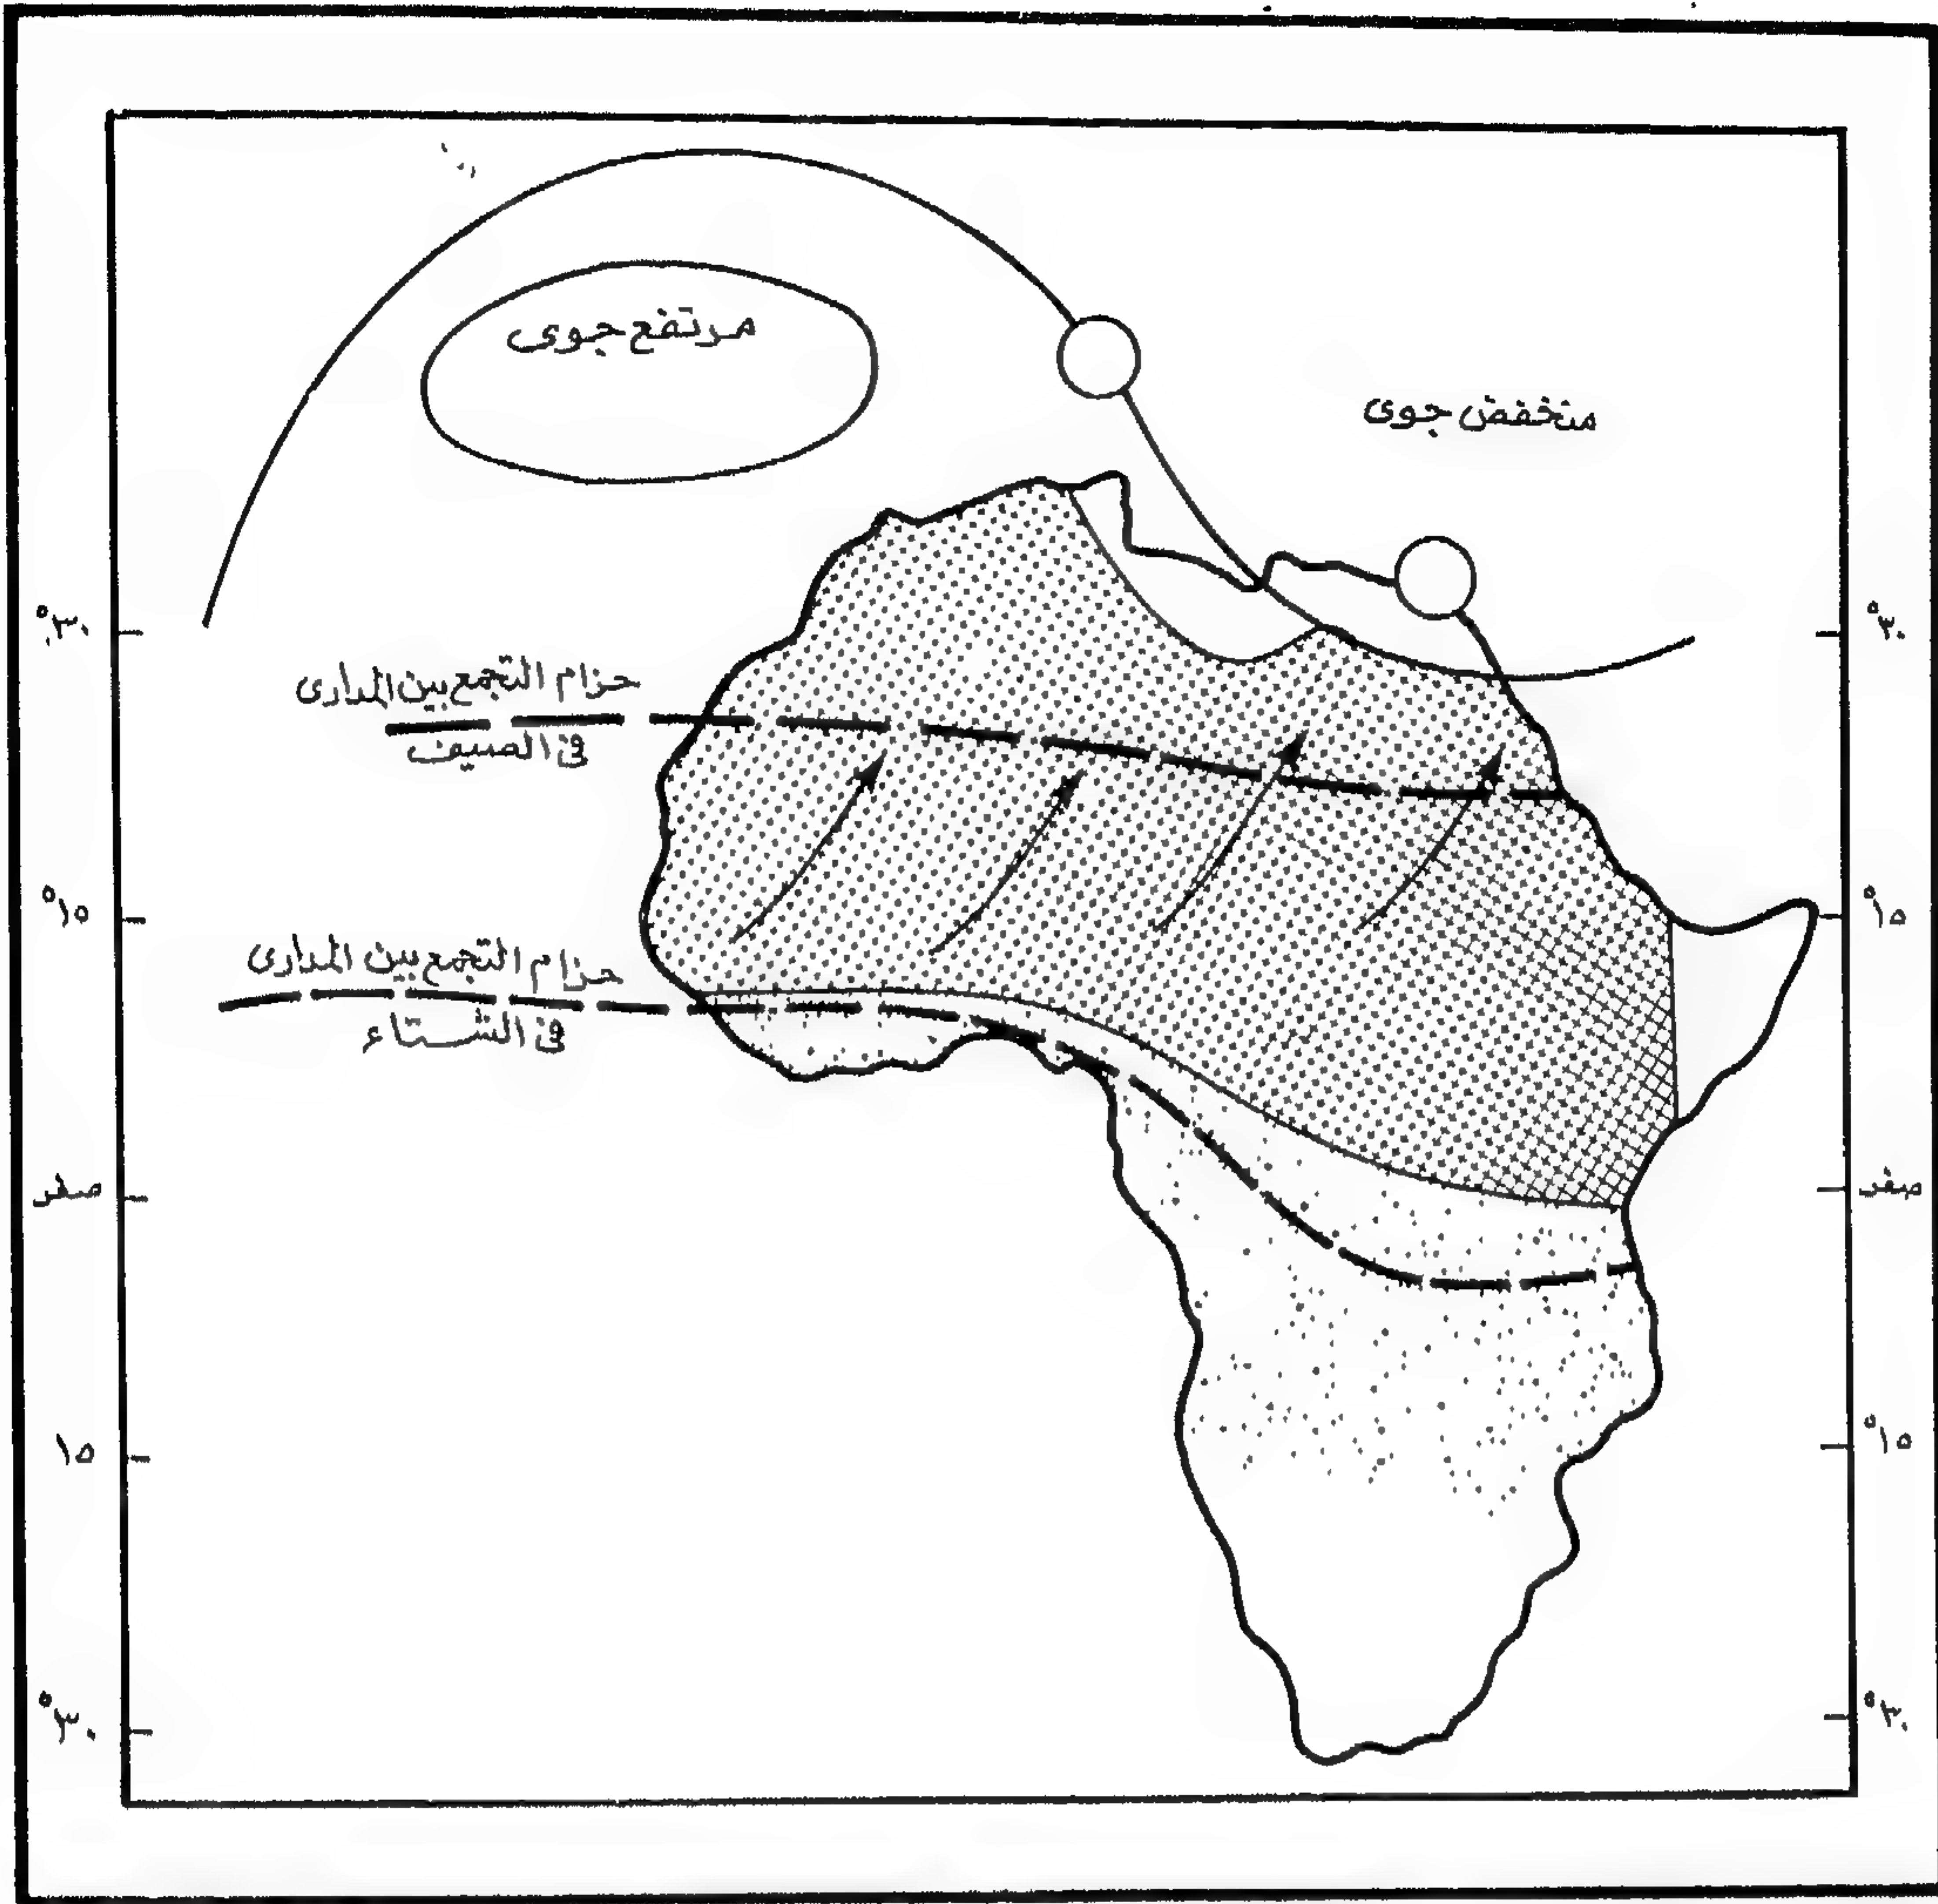 مرتفع جوى
منخفض جوى
°٣٠
°٣٠
حزام التجمع بين المدارى
فى الصيف
°١٥
°١٥
حزام التجمع بين المدارى
فى الشتاء
صفر
صفر
١٥
°١٥
°٣٠
°٣٠